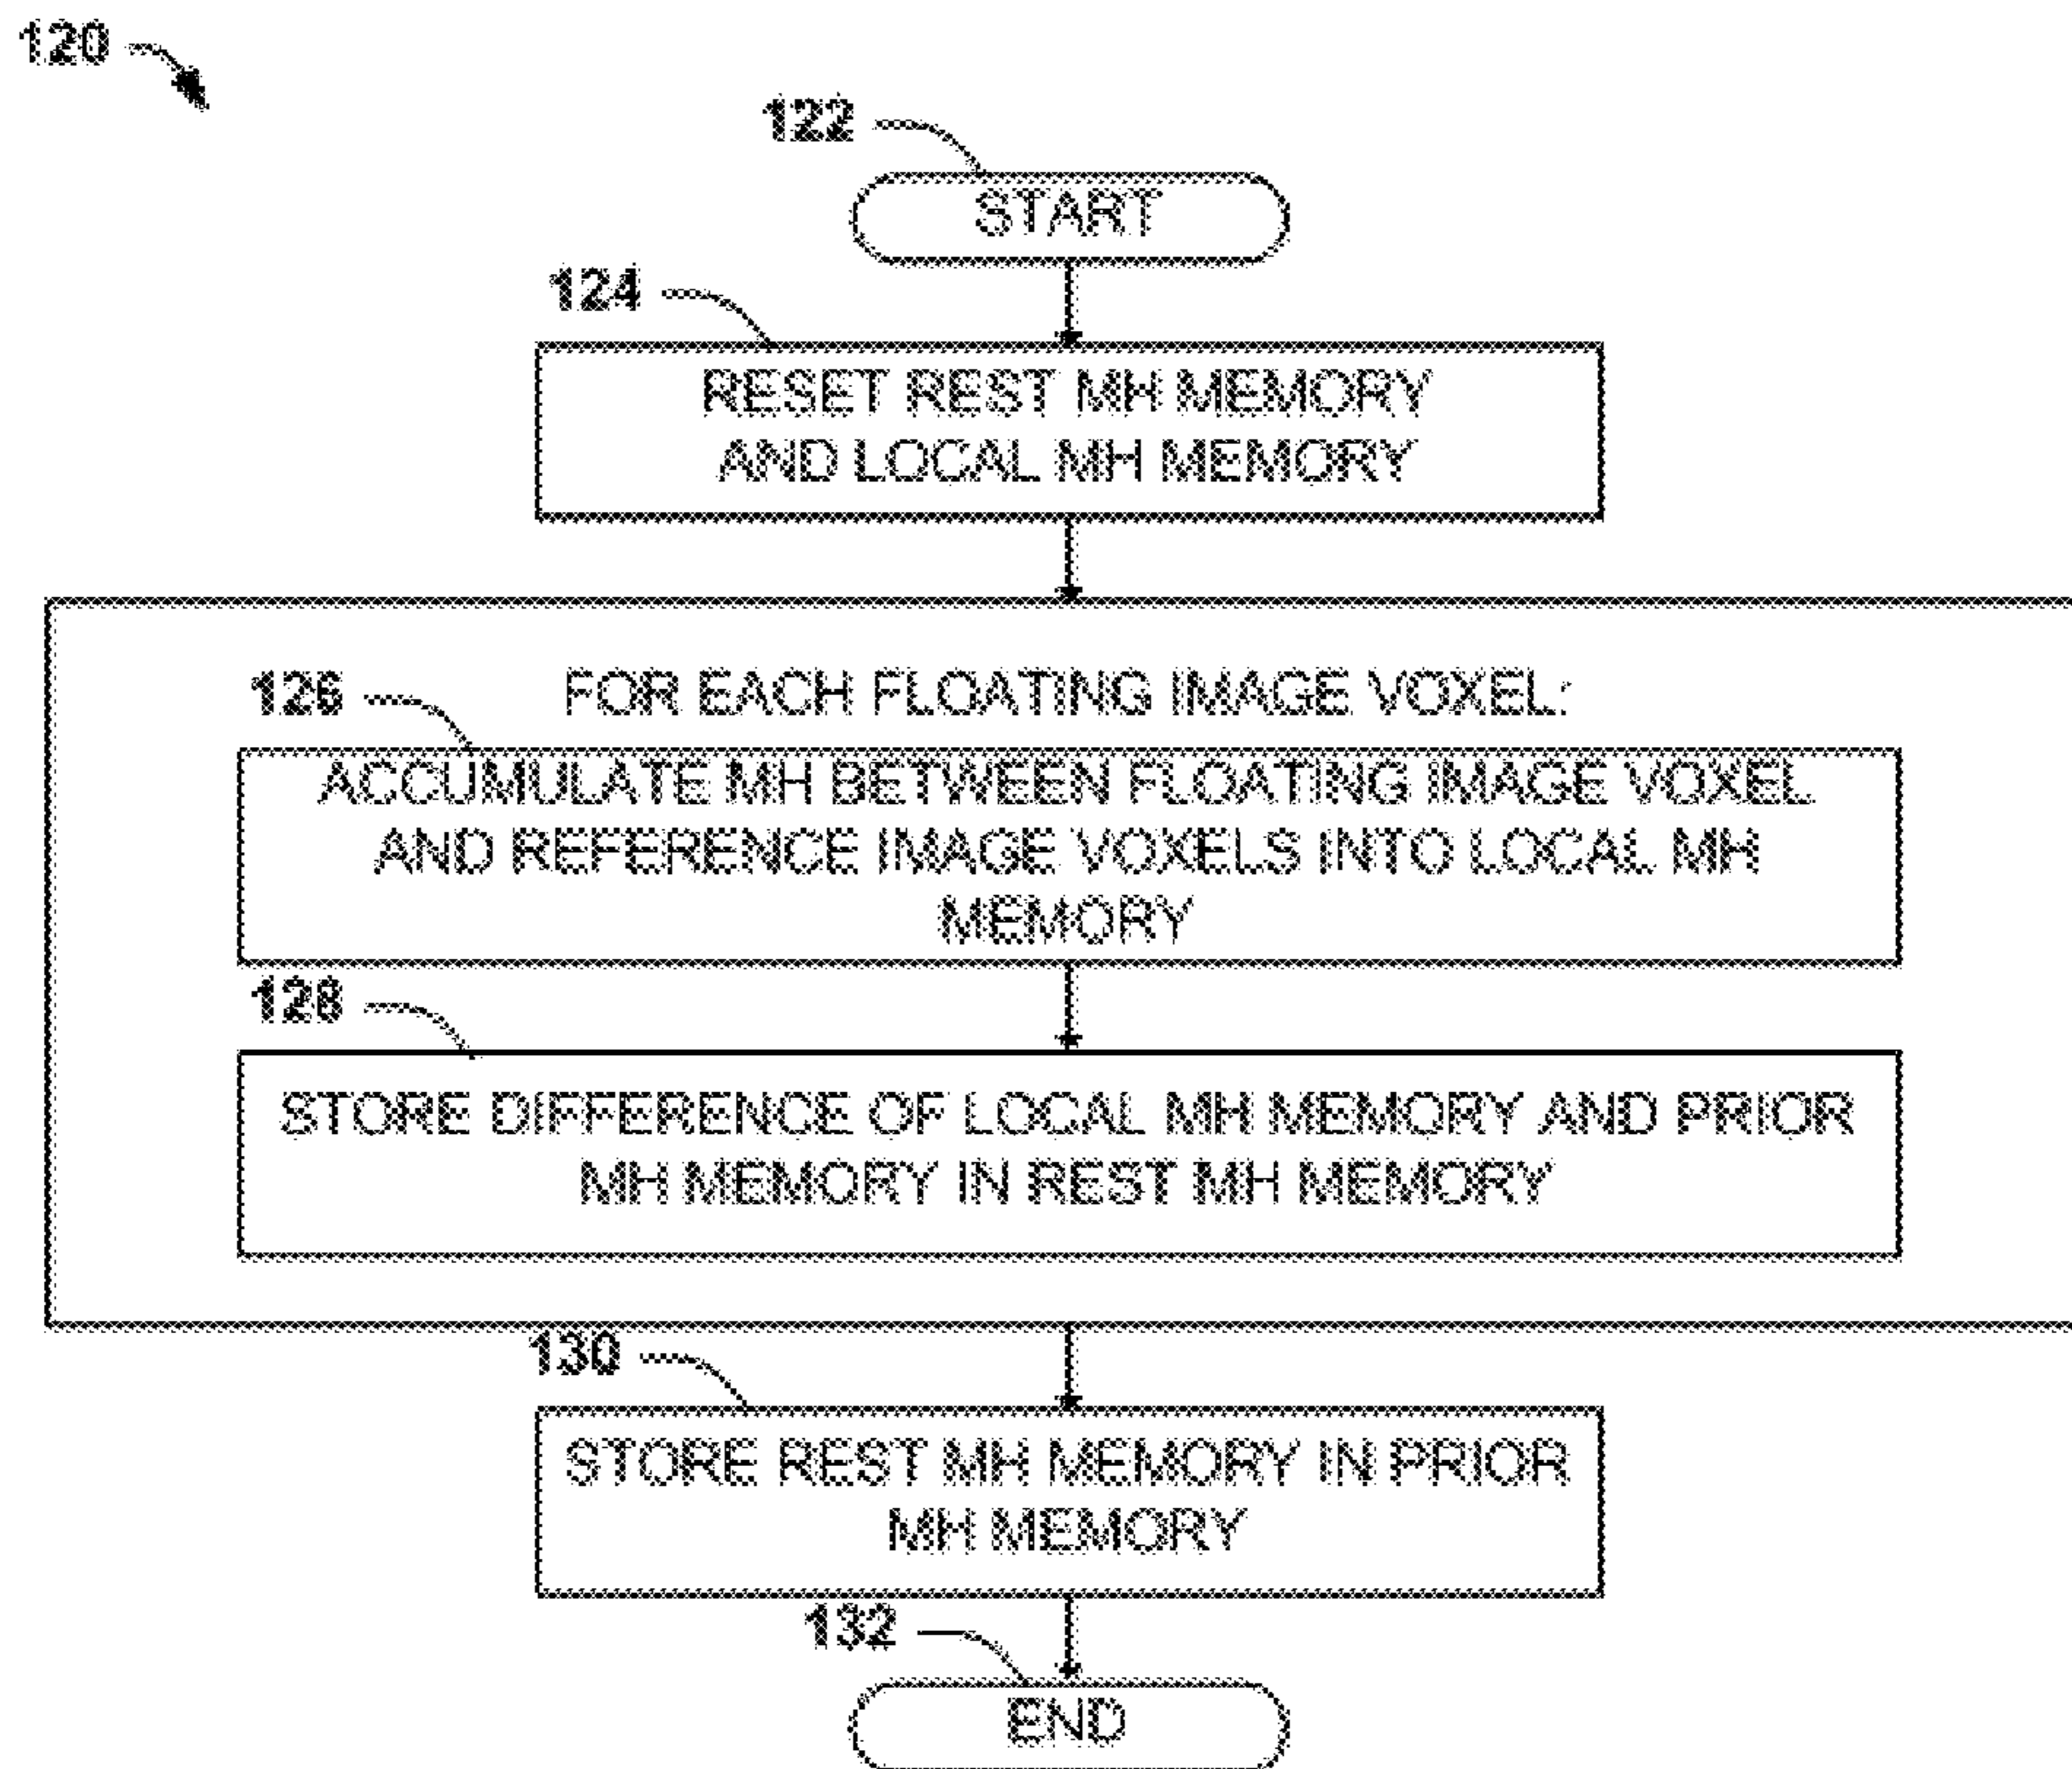 120
122
START
124
RESET REST MH MEMORY
AND LOCAL MH MEMORY
126
FOR EACH FLOATING IMAGE VOXEL:
ACCUMULATE MH BETWEEN FLOATING IMAGE VOXEL
AND REFERENCE IMAGE VOXELS INTO LOCAL MH
MEMORY
128
STORE DIFFERENCE OF LOCAL MH MEMORY AND PRIOR
MH MEMORY IN REST MH MEMORY
130
STORE REST MH MEMORY IN PRIOR
MH MEMORY
132
END